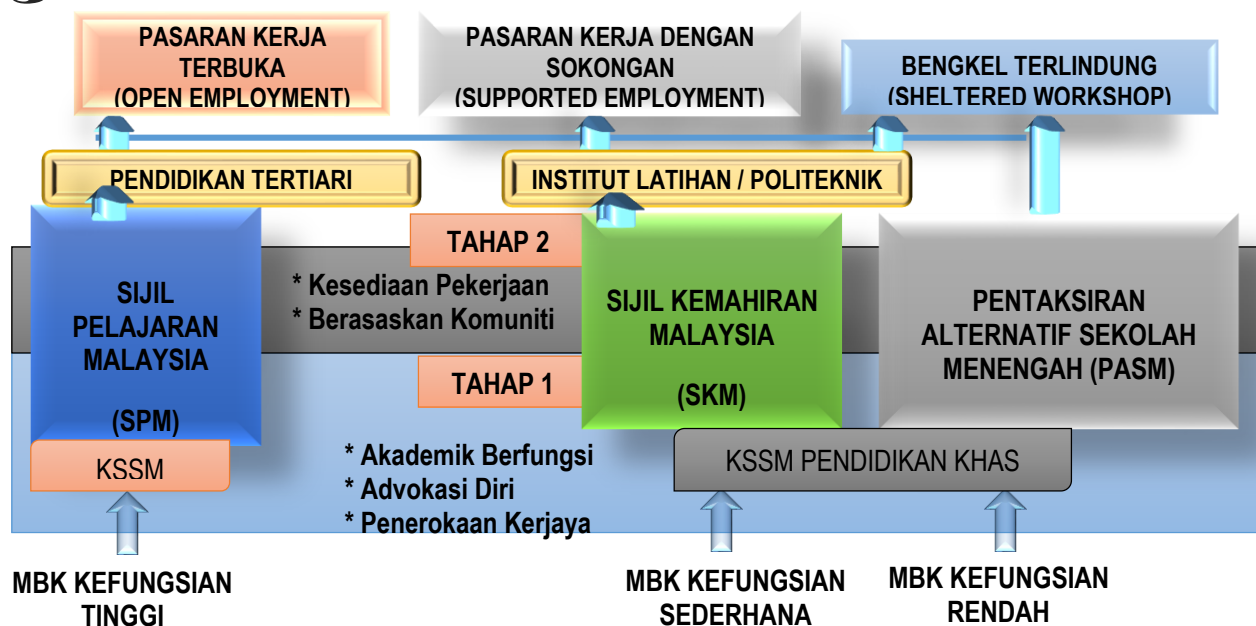 PASARAN KERJA
TERBUKA
(OPEN EMPLOYMENT)
PASARAN KERJA DENGAN
SOKONGAN
(SUPPORTED EMPLOYMENT)
BENGKEL TERLINDUNG
(SHELTERED WORKSHOP)
PENDIDIKAN TERTIARI
INSTITUT LATIHAN / POLITEKNIK
SIJIL
PELAJARAN
MALAYSIA
(SPM)
TAHAP 2
* Kesediaan Pekerjaan
* Berasaskan Komuniti
TAHAP 1
SIJIL KEMAHIRAN
MALAYSIA
(SKM)
PENTAKSIRAN
ALTERNATIF SEKOLAH
MENENGAH (PASM)
KSSM
* Akademik Berfungsi
* Advokasi Diri
* Penerokaan Kerjaya
KSSM PENDIDIKAN KHAS
MBK KEFUNGSIAN
TINGGI
MBK KEFUNGSIAN
SEDERHANA
MBK KEFUNGSIAN
RENDAH